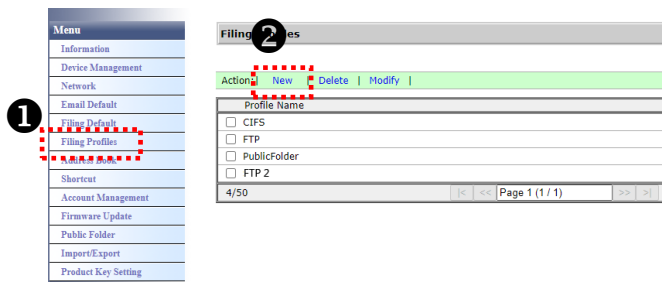 Menu
Information
Device Management
Network
Email Default
Filing Default
Filing Profiles
Address Book
Shortcut
Account Management
Firmware Update
Public Folder
Import/Export
Product Key Setting
1
2
Filing Profiles
Action: | New | Delete | Modify |
Profile Name
CIFS
FTP
PublicFolder
FTP 2
4/50 |< << Page 1 (1 / 1) >> >|